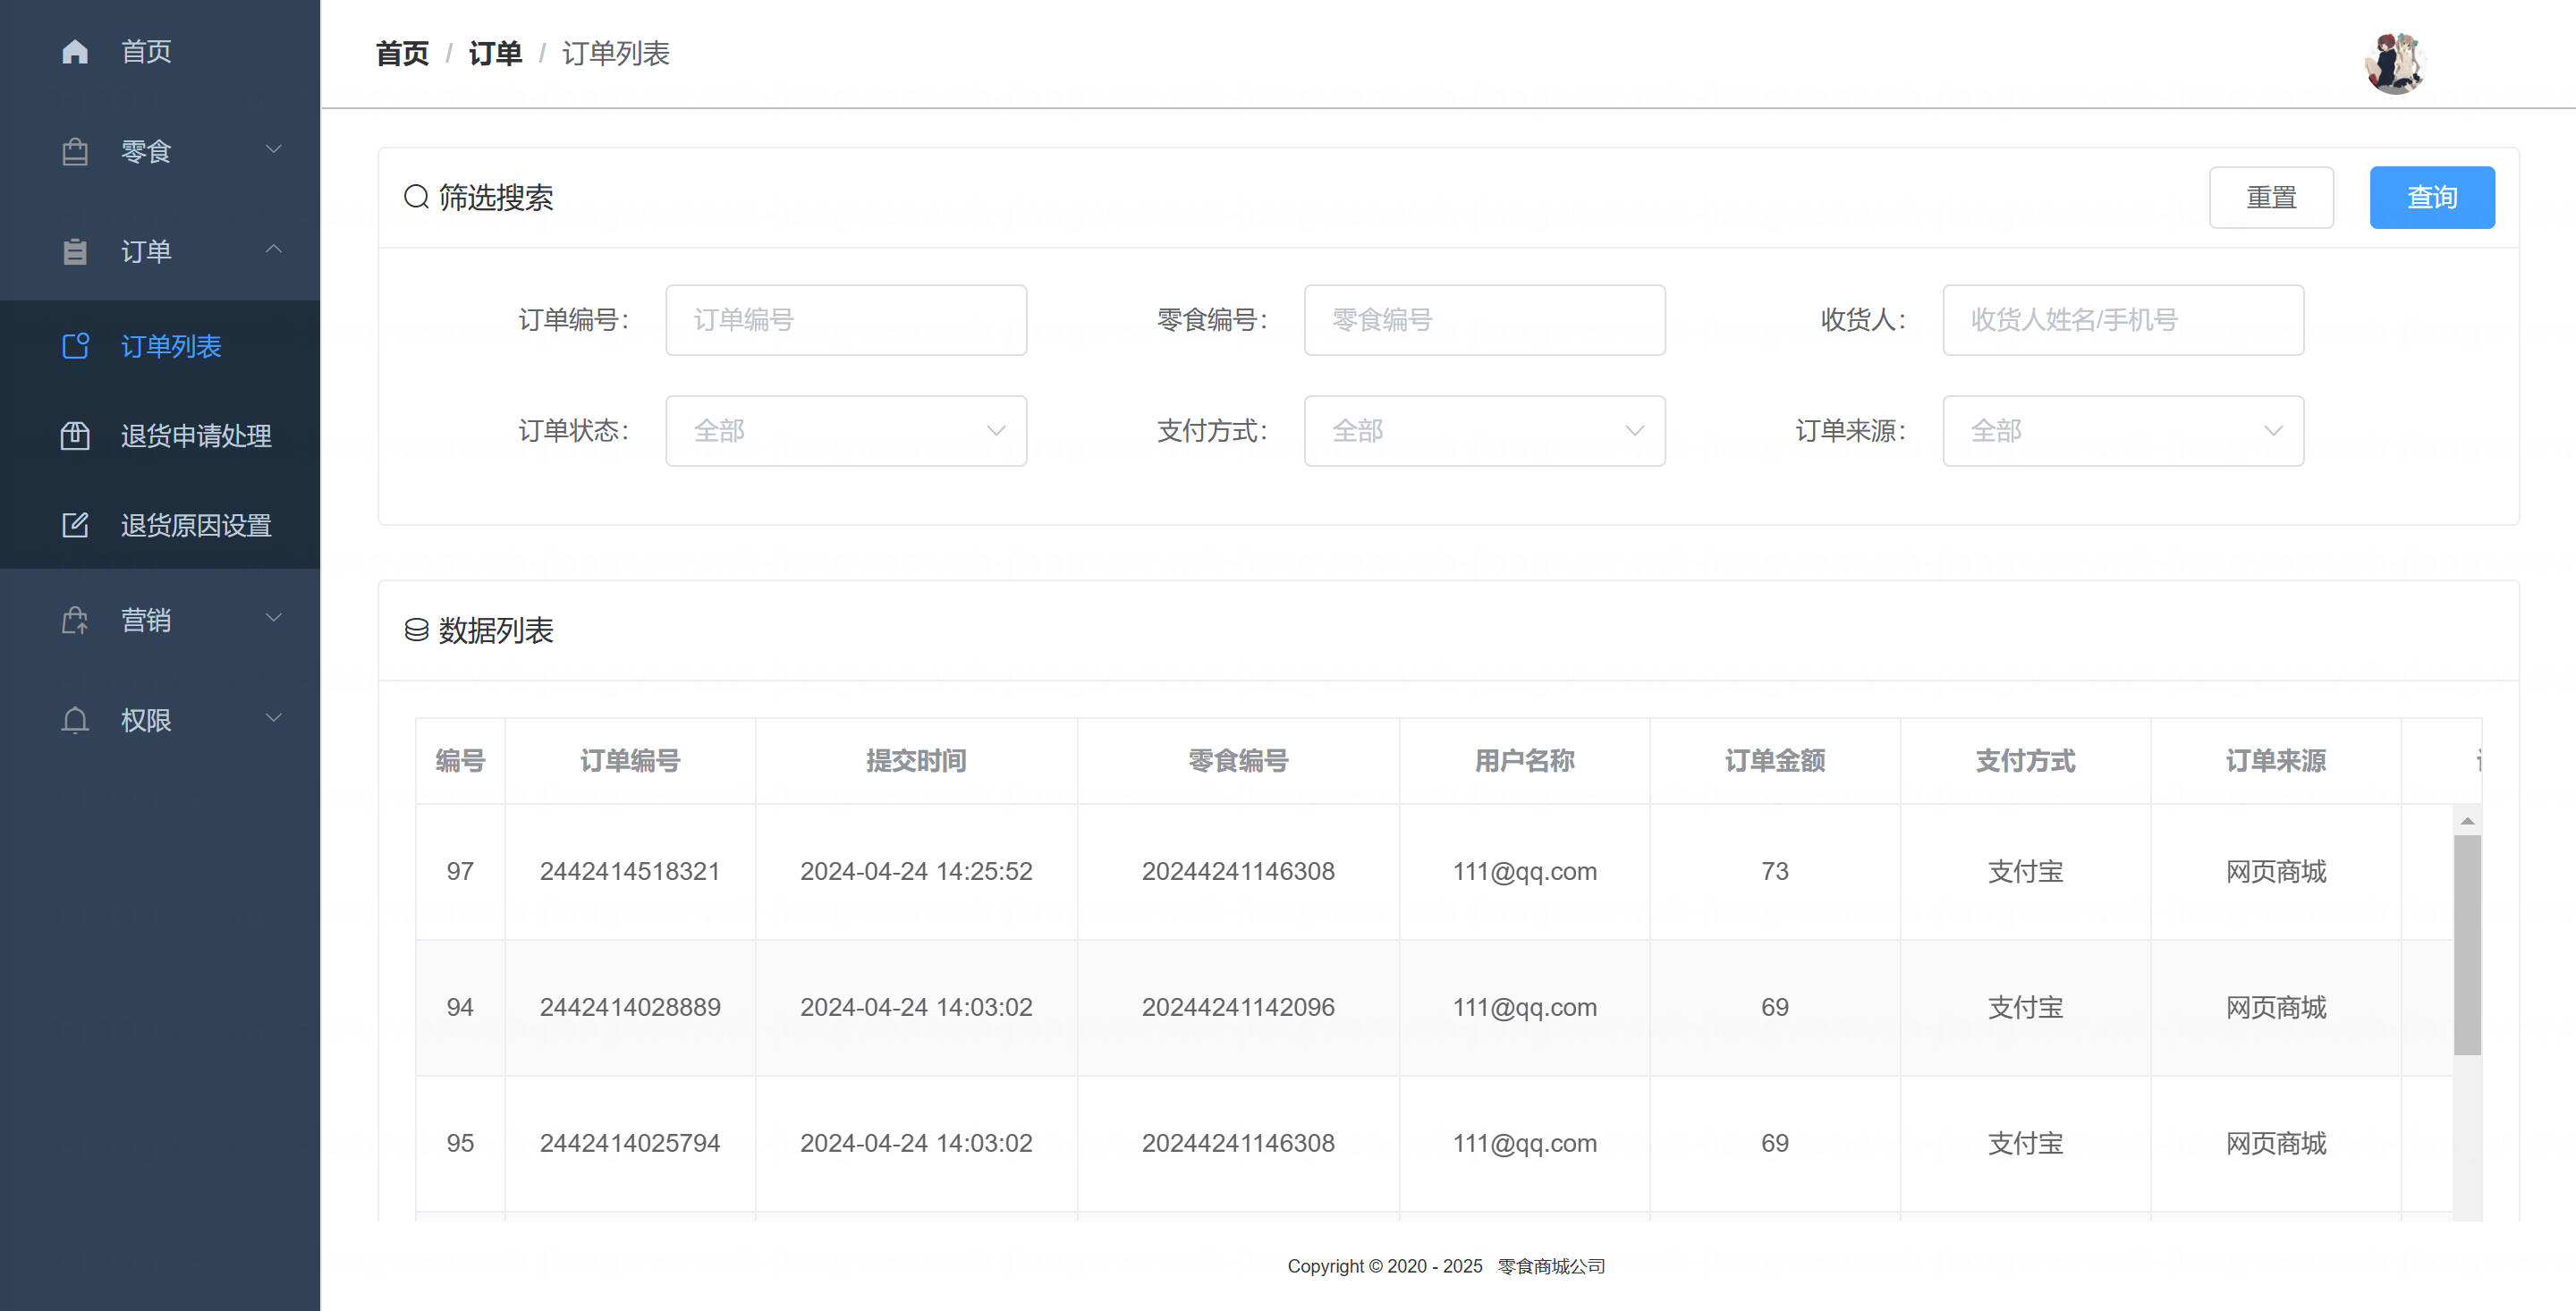 首页
零食
订单
订单列表
退货申请处理
退货原因设置
营销
权限
首页 / 订单 / 订单列表
筛选搜索 重置 查询
订单编号： 订单编号 零食编号： 零食编号 收货人： 收货人姓名/手机号
订单状态： 全部 支付方式： 全部 订单来源： 全部
数据列表
编号 订单编号 提交时间 零食编号 用户名称 订单金额 支付方式 订单来源
97 2442414518321 2024-04-24 14:25:52 20244241146308 111@qq.com 73 支付宝 网页商城
94 2442414028889 2024-04-24 14:03:02 20244241142096 111@qq.com 69 支付宝 网页商城
95 2442414025794 2024-04-24 14:03:02 20244241146308 111@qq.com 69 支付宝 网页商城
Copyright © 2020 - 2025 零食商城公司